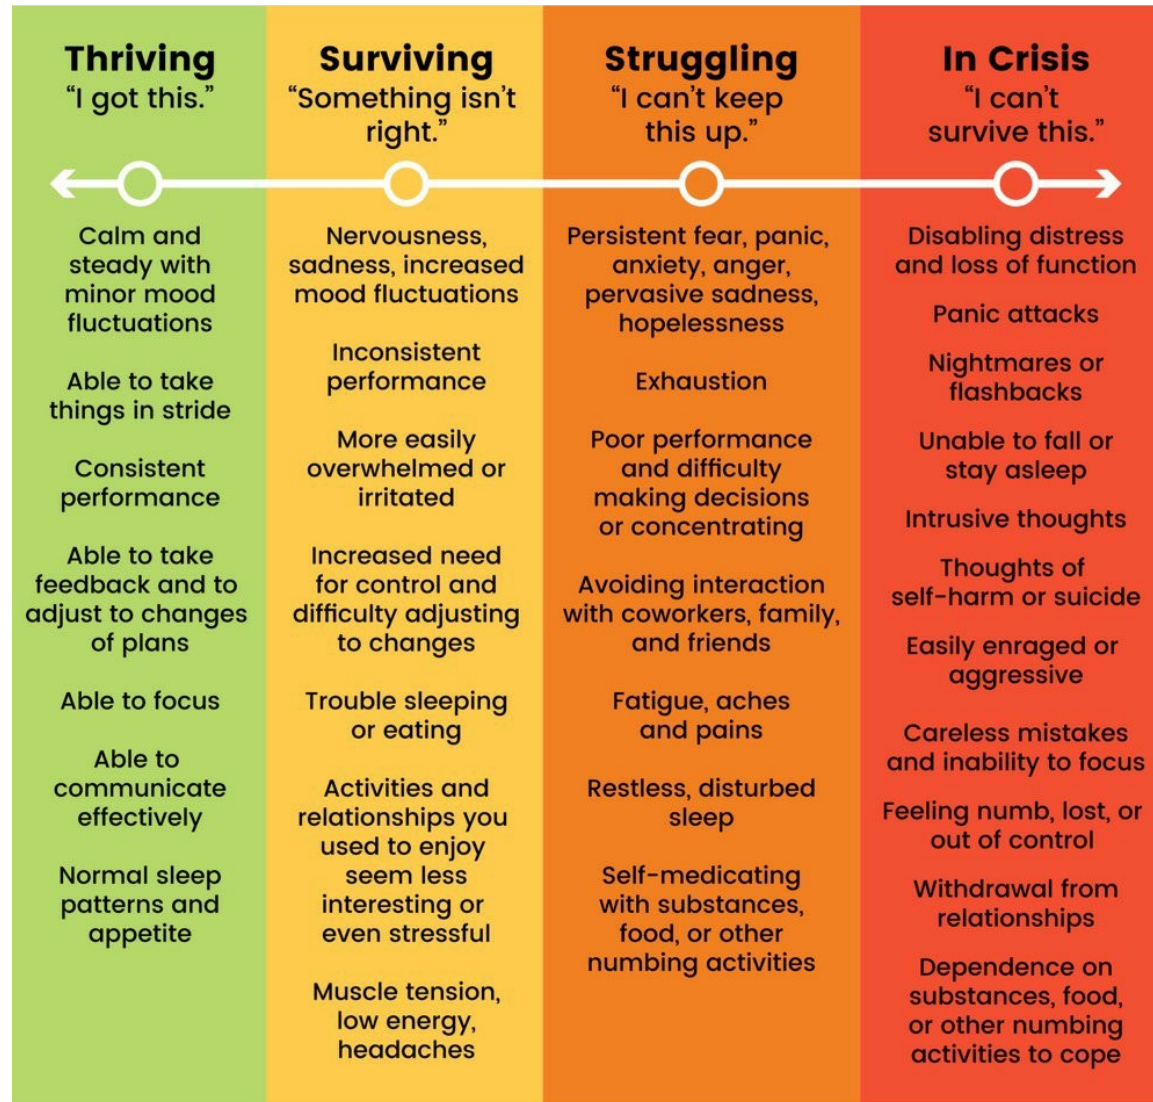 Thriving
“I got this.”
Calm and
steady with
minor mood
fluctuations
Able to take
things in stride
Consistent
performance
Able to take
feedback and to
adjust to changes
of plans
Able to focus
Able to
communicate
effectively
Normal sleep
patterns and
appetite
Surviving
“Something isn’t
right.”
Nervousness,
sadness, increased
mood fluctuations
Inconsistent
performance
More easily
overwhelmed or
irritated
Increased need
for control and
difficulty adjusting
to changes
Trouble sleeping
or eating
Activities and
relationships you
used to enjoy
seem less
interesting or
even stressful
Muscle tension,
low energy,
headaches
Struggling
“I can’t keep
this up.”
Persistent fear, panic,
anxiety, anger,
pervasive sadness,
hopelessness
Exhaustion
Poor performance
and difficulty
making decisions
or concentrating
Avoiding interaction
with coworkers, family,
and friends
Fatigue, aches
and pains
Restless, disturbed
sleep
Self-medicating
with substances,
food, or other
numbing activities
In Crisis
“I can’t
survive this.”
Disabling distress
and loss of function
Panic attacks
Nightmares or
flashbacks
Unable to fall or
stay asleep
Intrusive thoughts
Thoughts of
self-harm or suicide
Easily enraged or
aggressive
Careless mistakes
and inability to focus
Feeling numb, lost, or
out of control
Withdrawal from
relationships
Dependence on
substances, food,
or other numbing
activities to cope